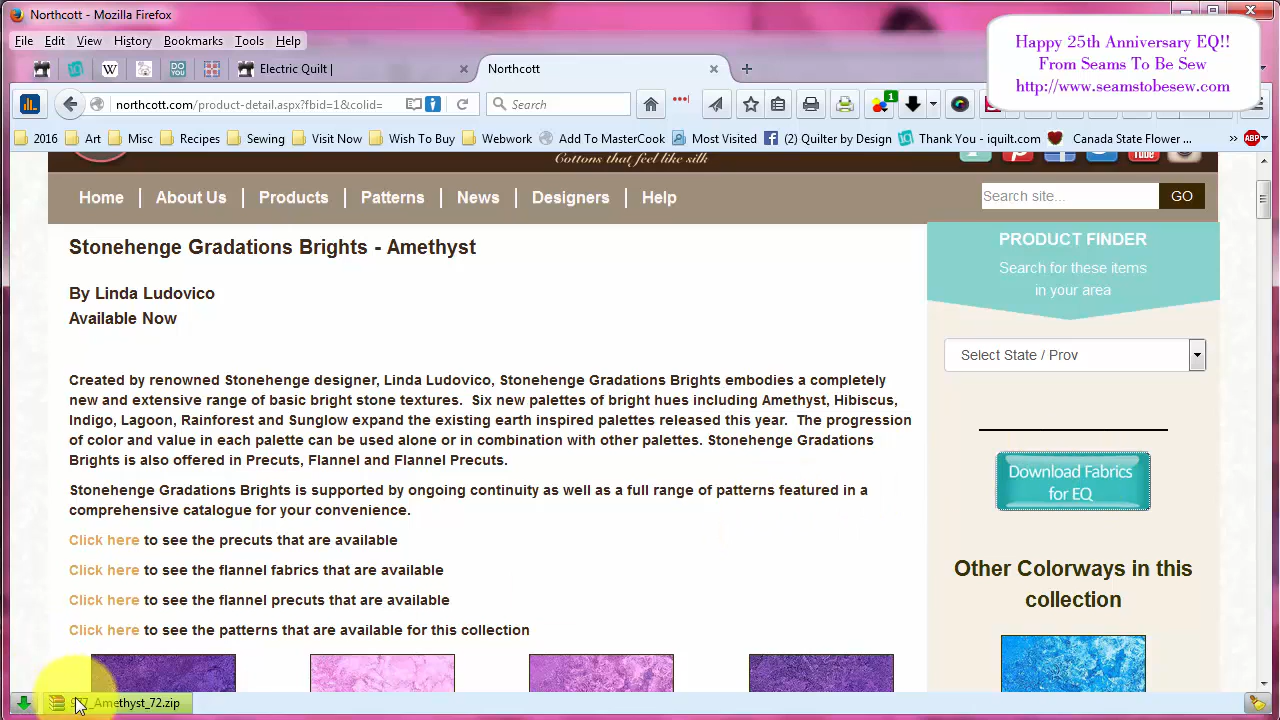 Northcott - Mozilla Firefox
Happy 25th Anniversary EQ!!
From Seams To Be Sew
http://www.seamstobesew.com
File Edit View History Bookmarks Tools Help
Electric Quilt |
Northcott
northcott.com/product-detail.aspx?fbid=1&colid=
Search
1
2016 Art Misc Recipes Sewing Visit Now Wish To Buy Webwork Add To MasterCook Most Visited (2) Quilter by Design Thank You - iquilt.com Canada State Flower ...
ABP
Cottons that feel like silk
Home About Us Products Patterns News Designers Help
Search site...
GO
Stonehenge Gradations Brights - Amethyst
By Linda Ludovico
Available Now
Created by renowned Stonehenge designer, Linda Ludovico, Stonehenge Gradations Brights embodies a completely
new and extensive range of basic bright stone textures. Six new palettes of bright hues including Amethyst, Hibiscus,
Indigo, Lagoon, Rainforest and Sunglow expand the existing earth inspired palettes released this year. The progression
of color and value in each palette can be used alone or in combination with other palettes. Stonehenge Gradations
Brights is also offered in Precuts, Flannel and Flannel Precuts.
Stonehenge Gradations Brights is supported by ongoing continuity as well as a full range of patterns featured in a
comprehensive catalogue for your convenience.
Click here to see the precuts that are available
Click here to see the flannel fabrics that are available
Click here to see the flannel precuts that are available
Click here to see the patterns that are available for this collection
PRODUCT FINDER
Search for these items
in your area
Select State / Prov
Download Fabrics
for EQ
Other Colorways in this
collection